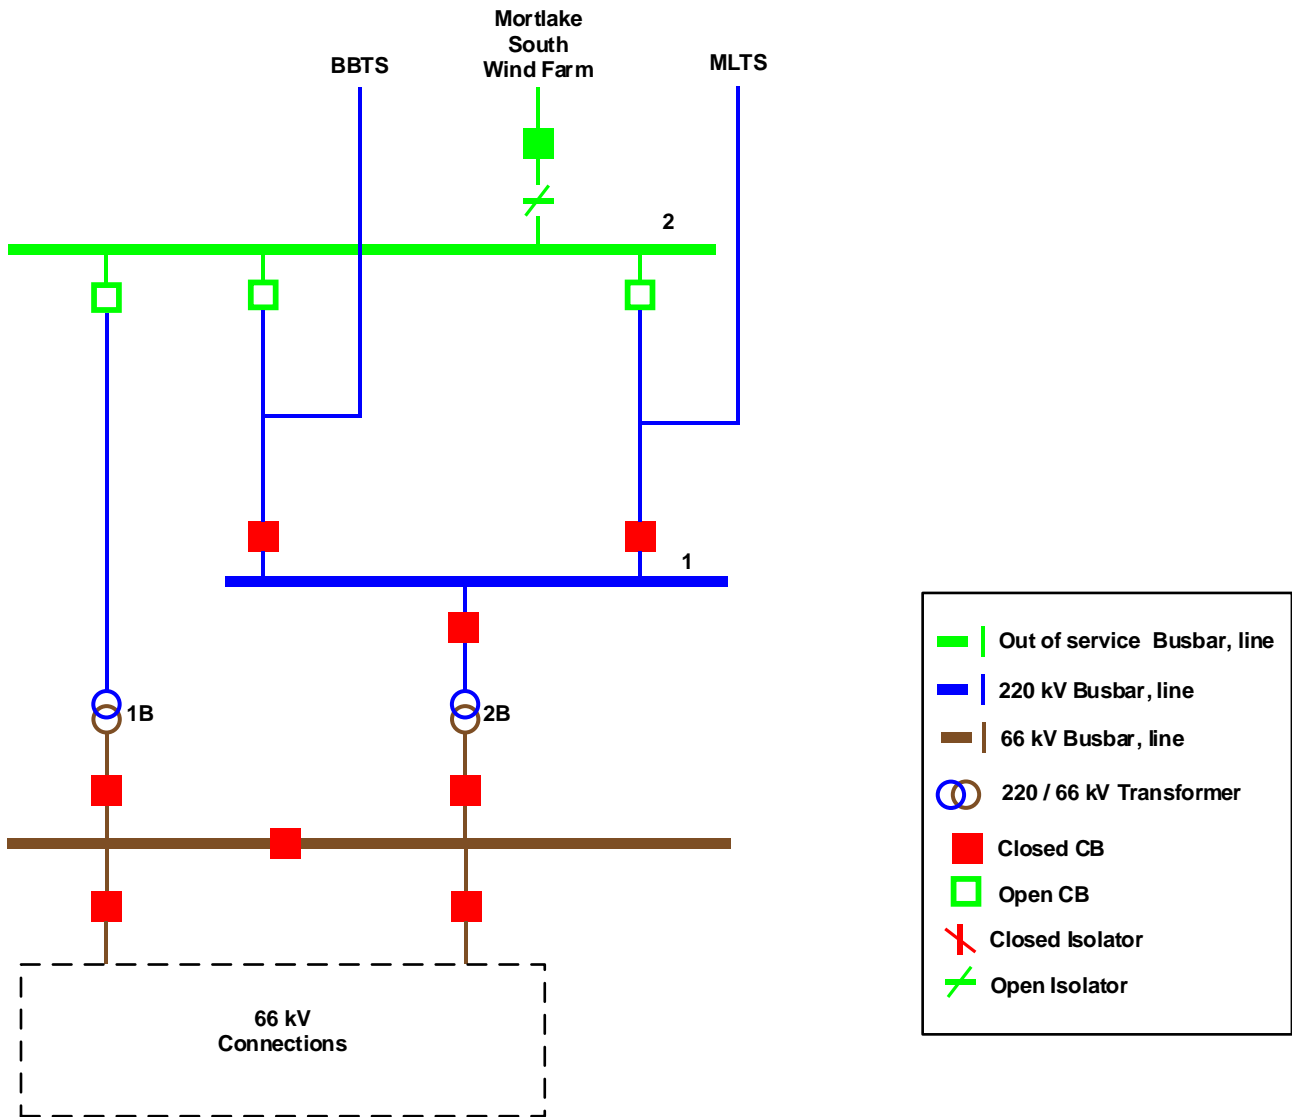 Mortlake
South
Wind Farm
BBTS
MLTS
2
1
1B
2B
66 kV
Connections
Out of service Busbar, line
220 kV Busbar, line
66 kV Busbar, line
220 / 66 kV Transformer
Closed CB
Open CB
Closed Isolator
Open Isolator